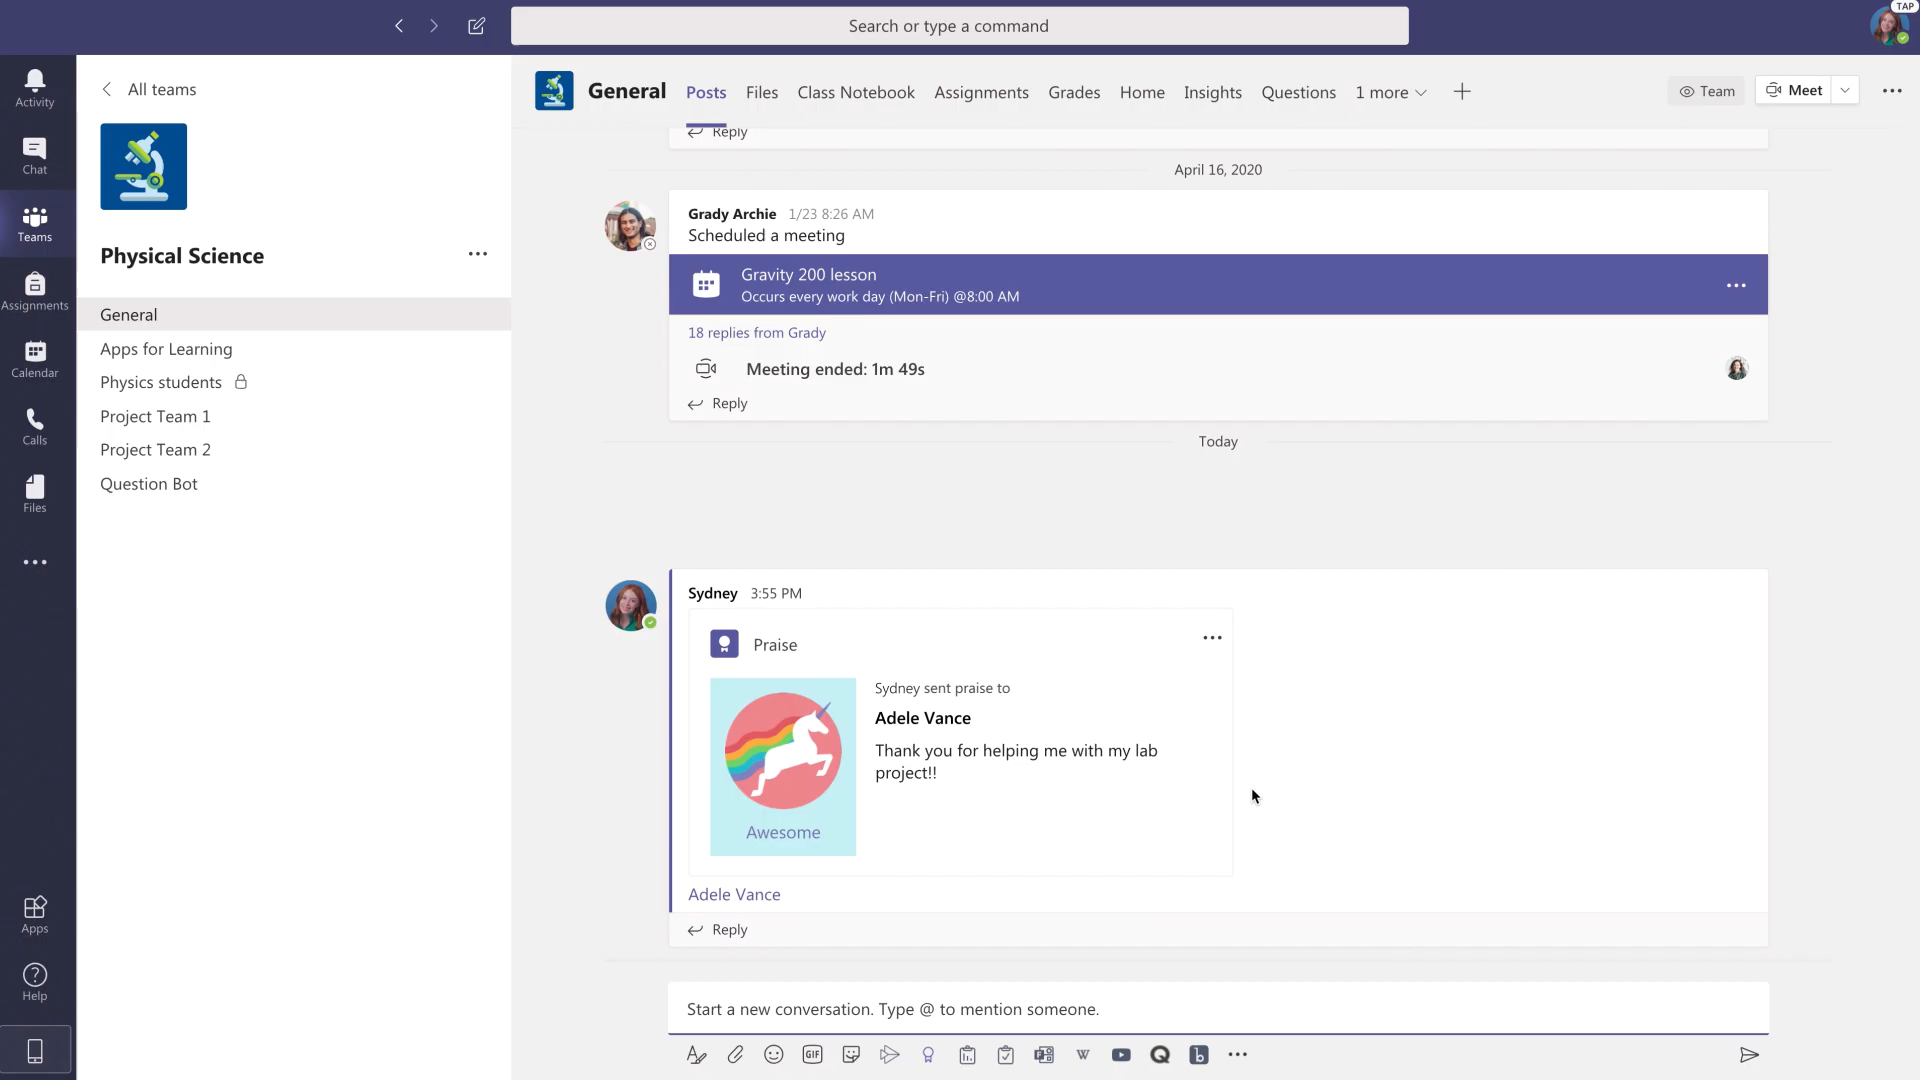 Search or type a command
TAP
Activity
Chat
Teams
Assignments
Calendar
Calls
Files
Apps
Help
All teams
Physical Science
General
Apps for Learning
Physics students
Project Team 1
Project Team 2
Question Bot
General Posts Files Class Notebook Assignments Grades Home Insights Questions 1 more
Team Meet
Reply
April 16, 2020
Grady Archie 1/23 8:26 AM
Scheduled a meeting
Gravity 200 lesson
Occurs every work day (Mon-Fri) @8:00 AM
18 replies from Grady
Meeting ended: 1m 49s
Reply
Today
Sydney 3:55 PM
Praise
Sydney sent praise to
Adele Vance
Thank you for helping me with my lab
project!!
Awesome
Adele Vance
Reply
Start a new conversation. Type @ to mention someone.
GIF
W
b